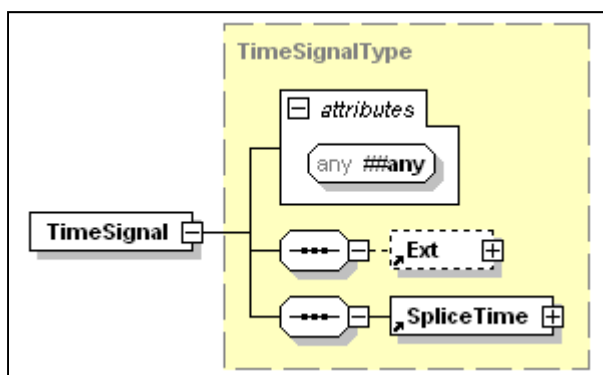 TimeSignalType
attributes
any ##any
TimeSignal
Ext
SpliceTime